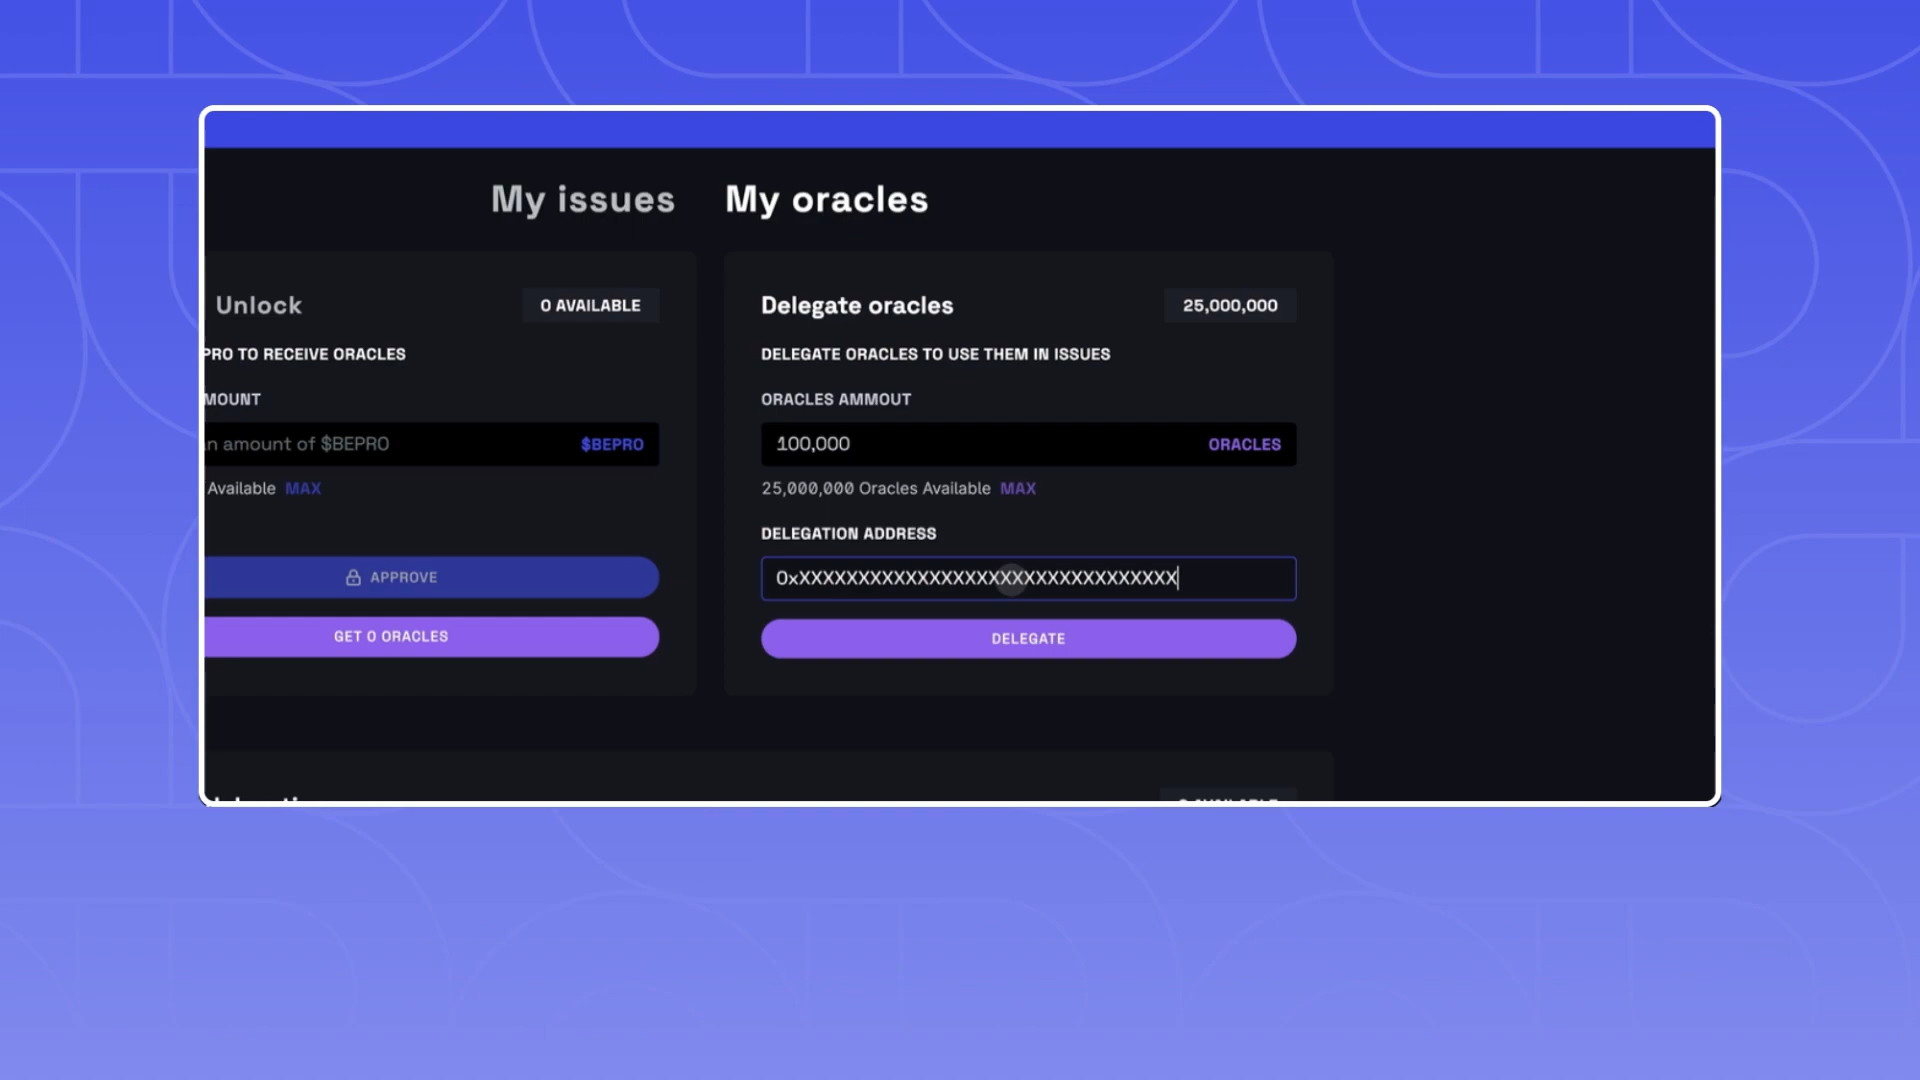 My issues My oracles
Unlock
0 AVAILABLE
PRO TO RECEIVE ORACLES
MOUNT
n amount of $BEPRO
$BEPRO
Available MAX
APPROVE
GET 0 ORACLES
Delegate oracles
25,000,000
DELEGATE ORACLES TO USE THEM IN ISSUES
ORACLES AMMOUT
100,000
ORACLES
25,000,000 Oracles Available MAX
DELEGATION ADDRESS
0xXXXXXXXXXXXXXXXXXXXXXXXXXXXXXXXX
DELEGATE